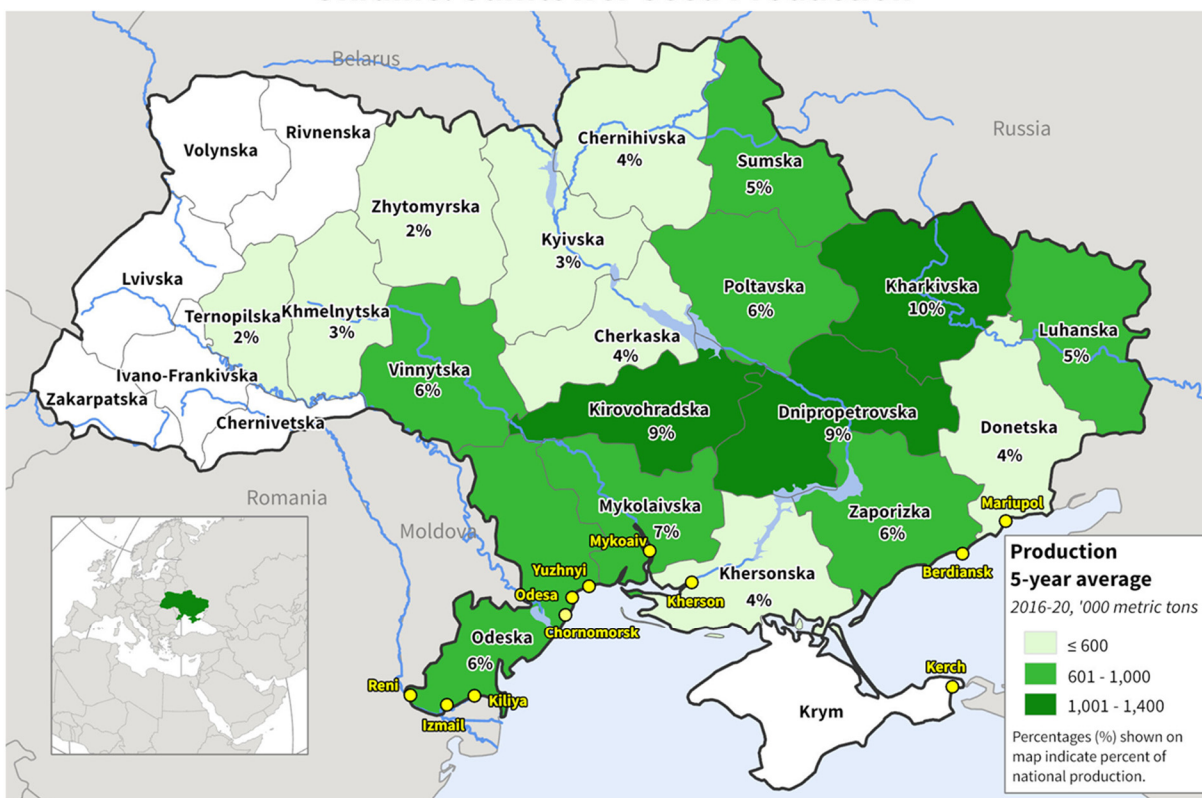 Belarus
Russia
Volynska
Rivnenska
Chernihivska
4%
Sumska
5%
Zhytomyrska
2%
Kyivska
3%
Lvivska
Ternopilska
2%
Khmelnytska
3%
Poltavska
6%
Kharkivska
10%
Luhanska
5%
Cherkaska
4%
Vinnytska
6%
Ivano-Frankivska
Zakarpatska
Chernivetska
Kirovohradska
9%
Dnipropetrovska
9%
Donetska
4%
Romania
Moldova
Mykolaivska
7%
Zaporizka
6%
Mariupol
Mykoaiv
Berdiansk
Yuzhnyi
Odesa
Chornomorsk
Kherson
Khersonska
4%
Odeska
6%
Reni
Izmail
Kiliya
Krym
Kerch
Production
5-year average
2016-20, '000 metric tons
≤ 600
601 - 1,000
1,001 - 1,400
Percentages (%) shown on
map indicate percent of
national production.